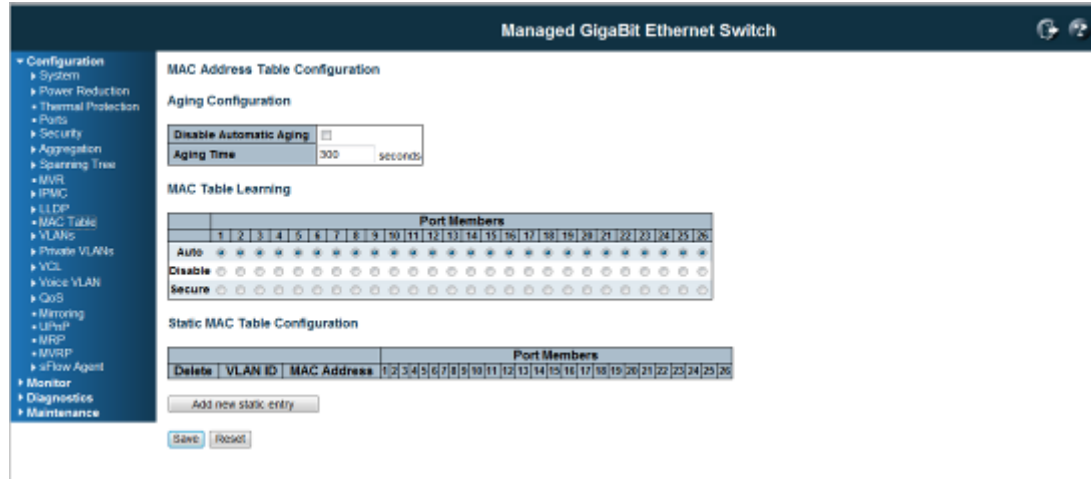 Managed GigaBit Ethernet Switch
Configuration
System
Power Reduction
Thermal Protection
Ports
Security
Aggregation
Spanning Tree
MVR
IPMC
LLDP
MAC Table
VLANs
Private VLANs
VCL
Voice VLAN
QoS
Mirroring
UPnP
MRP
MVRP
sFlow Agent
Monitor
Diagnostics
Maintenance
MAC Address Table Configuration
Aging Configuration
Disable Automatic Aging
Aging Time 300 seconds
MAC Table Learning
Port Members
1 2 3 4 5 6 7 8 9 10 11 12 13 14 15 16 17 18 19 20 21 22 23 24 25 26
Auto
Disable
Secure
Static MAC Table Configuration
Port Members
Delete VLAN ID MAC Address 1 2 3 4 5 6 7 8 9 10 11 12 13 14 15 16 17 18 19 20 21 22 23 24 25 26
Add new static entry
Save Reset